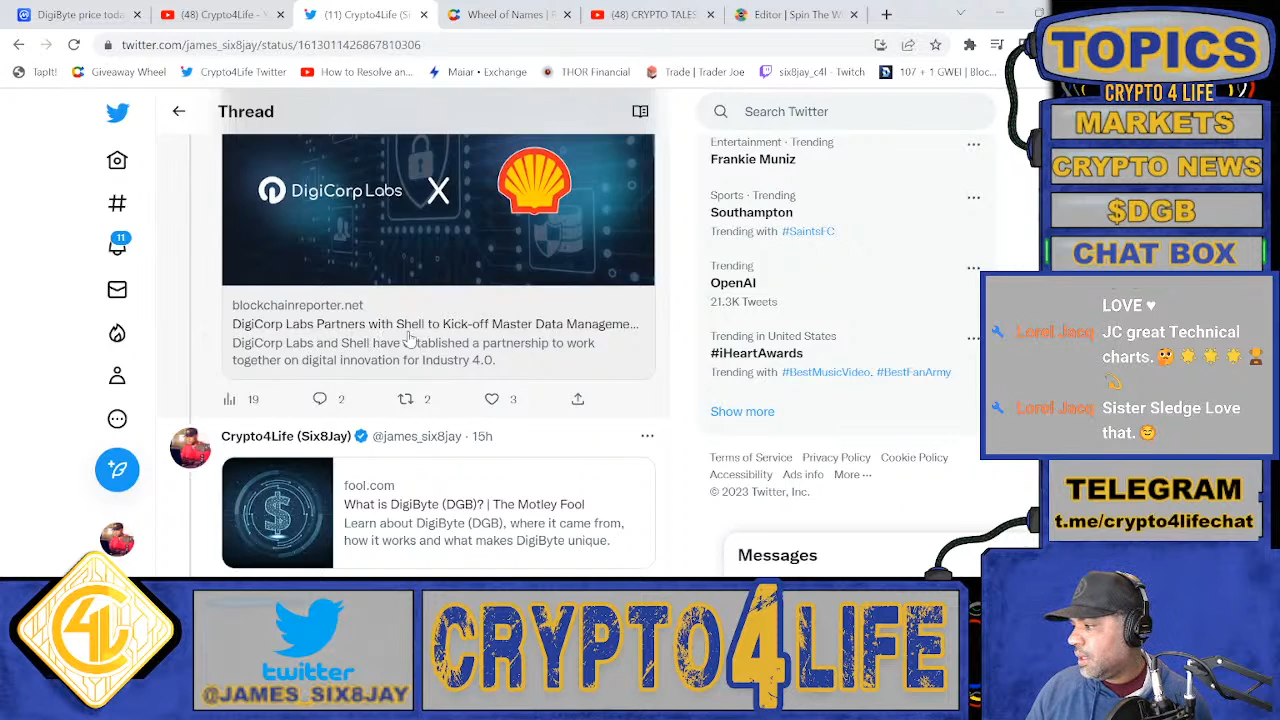 DigiByte price today
(48) Crypto4Life - Y
(11) Crypto4Life (Si
Wheel of Names | R
(48) CRYPTO TALES
Editor | Spin The W
twitter.com/james_six8jay/status/1613011426867810306
TapIt!
Giveaway Wheel
Crypto4Life Twitter
How to Resolve an...
Maiar • Exchange
THOR Financial
Trade | Trader Joe
six8jay_c4l - Twitch
107 + 1 GWEI | Bloc...
Thread
Search Twitter
DigiCorp Labs X
blockchainreporter.net
DigiCorp Labs Partners with Shell to Kick-off Master Data Manageme...
DigiCorp Labs and Shell have established a partnership to work
together on digital innovation for Industry 4.0.
19 2 2 3
11
Crypto4Life (Six8Jay) @james_six8jay · 15h
fool.com
What is DigiByte (DGB)? | The Motley Fool
Learn about DigiByte (DGB), where it came from,
how it works and what makes DigiByte unique.
Entertainment · Trending
Frankie Muniz
Sports · Trending
Southampton
Trending with #SaintsFC
Trending
OpenAI
21.3K Tweets
Trending in United States
#iHeartAwards
Trending with #BestMusicVideo, #BestFanArmy
Show more
Terms of Service Privacy Policy Cookie Policy
Accessibility Ads info More ···
© 2023 Twitter, Inc.
Messages
TOPICS
CRYPTO 4 LIFE
MARKETS
CRYPTO NEWS
$DGB
CHAT BOX
LOVE ♥
Lorol Jacq JC great Technical
charts. 🤔 🌟 🌟 🌟 🏆
💫
Lorol Jacq Sister Sledge Love
that. 😊
TELEGRAM
t.me/crypto4lifechat
C4L
twitter
@JAMES_SIX8JAY
CRYPTO4LIFE